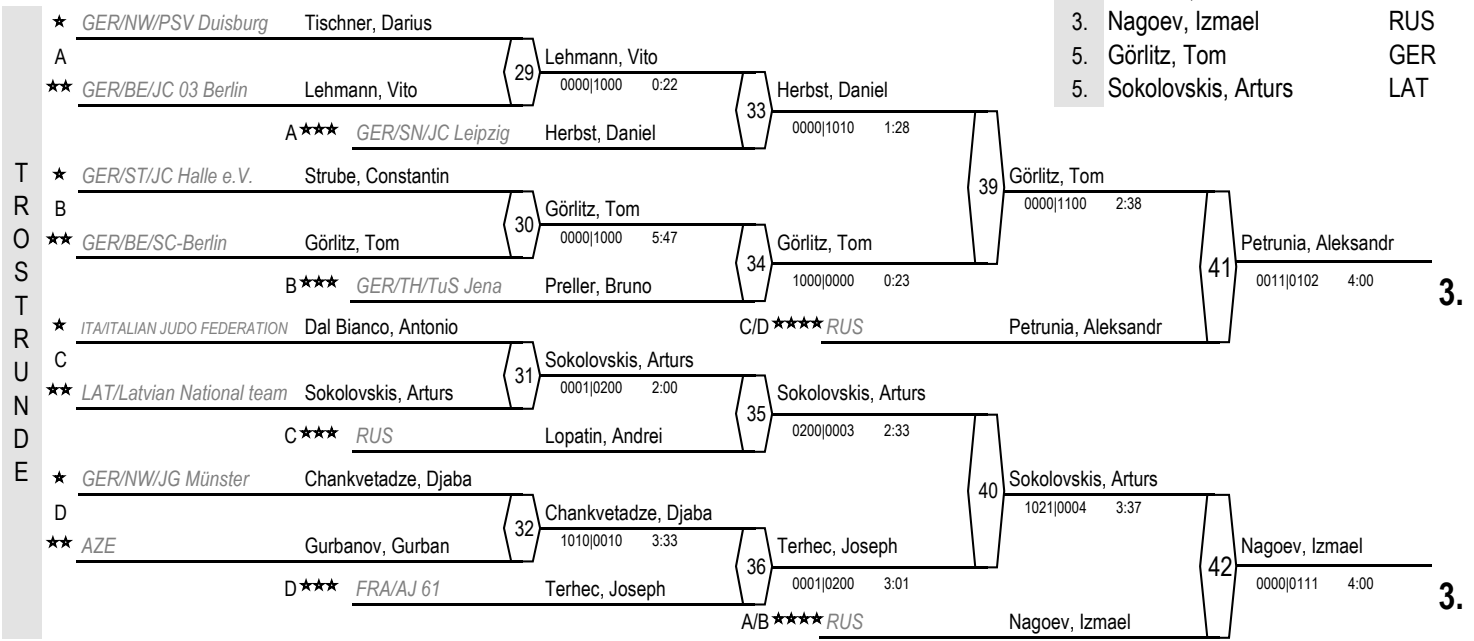 3. Nagoev, Izmael RUS
5. Görlitz, Tom GER
5. Sokolovskis, Arturs LAT
TROSTRUNDE
★ GER/NW/PSV Duisburg Tischner, Darius
A
★★ GER/BE/JC 03 Berlin Lehmann, Vito
29 Lehmann, Vito
0000|1000 0:22
A★★★ GER/SN/JC Leipzig Herbst, Daniel
33 Herbst, Daniel
0000|1010 1:28
★ GER/ST/JC Halle e.V. Strube, Constantin
B
★★ GER/BE/SC-Berlin Görlitz, Tom
30 Görlitz, Tom
0000|1000 5:47
B★★★ GER/TH/TuS Jena Preller, Bruno
34 Görlitz, Tom
1000|0000 0:23
39 Görlitz, Tom
0000|1100 2:38
C/D★★★★ RUS Petrunia, Aleksandr
41 Petrunia, Aleksandr
0011|0102 4:00
3.
★ ITA/ITALIAN JUDO FEDERATION Dal Bianco, Antonio
C
★★ LAT/Latvian National team Sokolovskis, Arturs
31 Sokolovskis, Arturs
0001|0200 2:00
C★★★ RUS Lopatin, Andrei
35 Sokolovskis, Arturs
0200|0003 2:33
★ GER/NW/JG Münster Chankvetadze, Djaba
D
★★ AZE Gurbanov, Gurban
32 Chankvetadze, Djaba
1010|0010 3:33
D★★★ FRA/AJ 61 Terhec, Joseph
36 Terhec, Joseph
0001|0200 3:01
40 Sokolovskis, Arturs
1021|0004 3:37
A/B★★★★ RUS Nagoev, Izmael
42 Nagoev, Izmael
0000|0111 4:00
3.